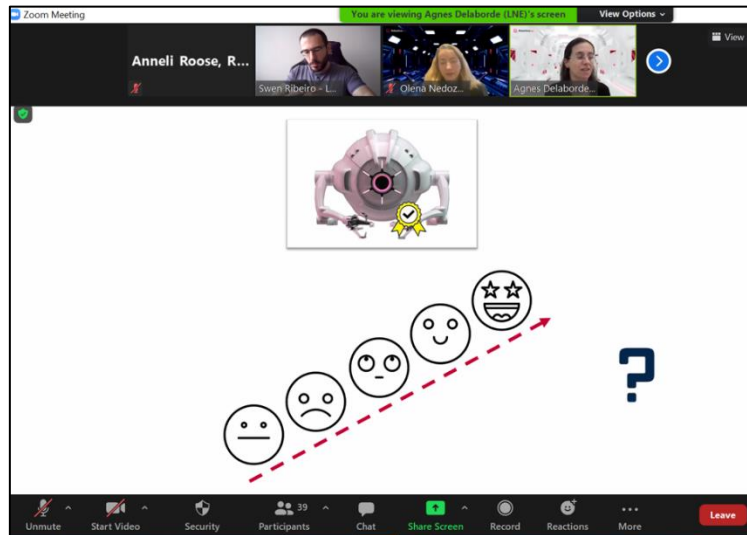 Zoom Meeting
You are viewing Agnes Delaborde (LNE)'s screen
View Options
View
Anneli Roose, R...
Swen Ribeiro - L...
Olena Nedoz...
Agnes Delaborde...
?
Unmute
Start Video
Security
39
Participants
Chat
Share Screen
Record
Reactions
More
Leave